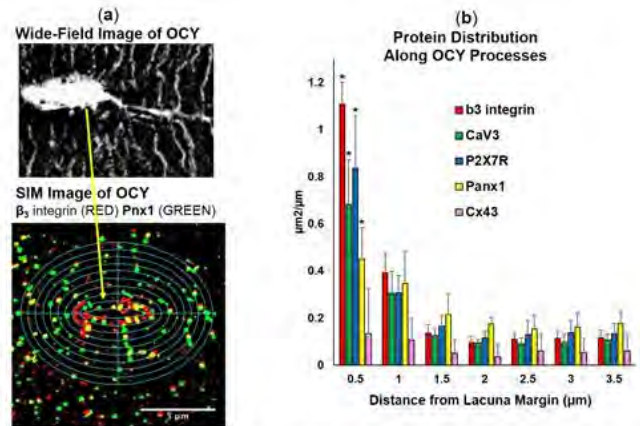 (a)
Wide-Field Image of OCY
SIM Image of OCY
β3 integrin (RED) Pnx1 (GREEN)
5 µm
(b)
Protein Distribution
Along OCY Processes
b3 integrin
CaV3
P2X7R
Panx1
Cx43
µm2/µm
1.2
1
0.8
0.6
0.4
0.2
0
* * * *
0.5 1 1.5 2 2.5 3 3.5
Distance from Lacuna Margin (µm)